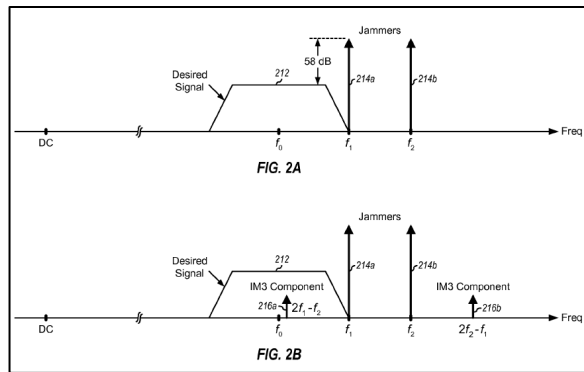 Jammers
58 dB
Desired
Signal
212
214a
214b
DC
f0
f1
f2
Freq
FIG. 2A
Jammers
Desired
Signal
212
214a
214b
IM3 Component
IM3 Component
216a
2f1-f2
216b
DC
f0
f1
f2
2f2-f1
Freq
FIG. 2B